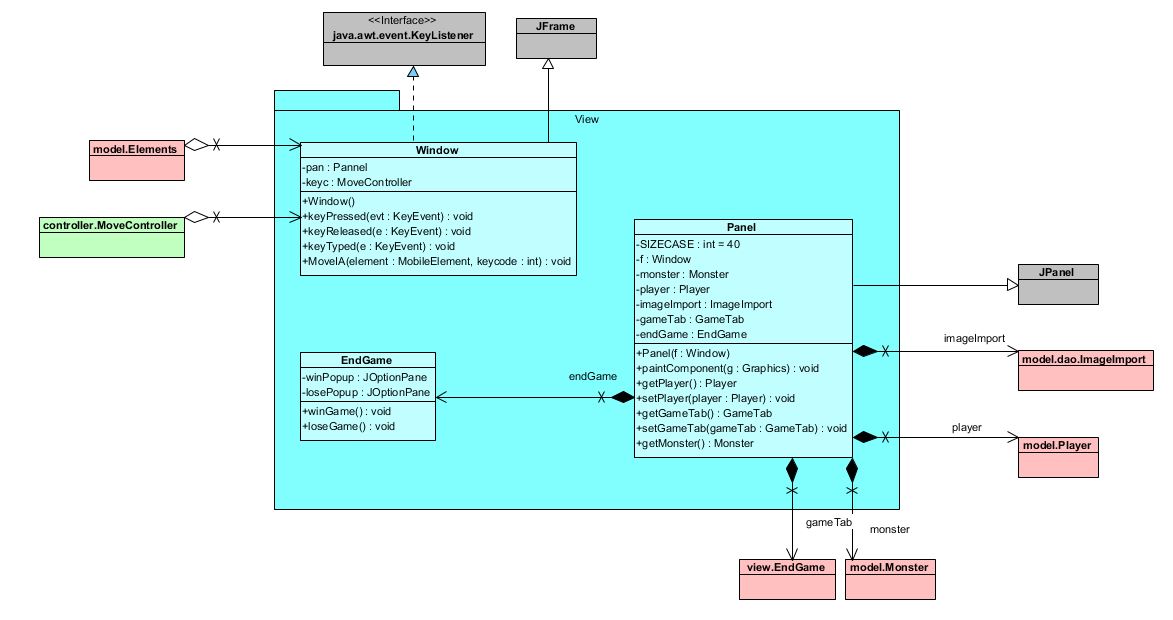 <<Interface>>
java.awt.event.KeyListener
JFrame
View
model.Elements
controller.MoveController
Window
-pan : Pannel
-keyc : MoveController
+Window()
+keyPressed(evt : KeyEvent) : void
+keyReleased(e : KeyEvent) : void
+keyTyped(e : KeyEvent) : void
+MoveIA(element : MobileElement, keycode : int) : void
Panel
-SIZECASE : int = 40
-f : Window
-monster : Monster
-player : Player
-imageImport : ImageImport
-gameTab : GameTab
-endGame : EndGame
+Panel(f : Window)
+paintComponent(g : Graphics) : void
+getPlayer() : Player
+setPlayer(player : Player) : void
+getGameTab() : GameTab
+setGameTab(gameTab : GameTab) : void
+getMonster() : Monster
JPanel
imageImport
model.dao.ImageImport
player
model.Player
EndGame
-winPopup : JOptionPane
-losePopup : JOptionPane
+winGame() : void
+loseGame() : void
endGame
gameTab
monster
view.EndGame
model.Monster